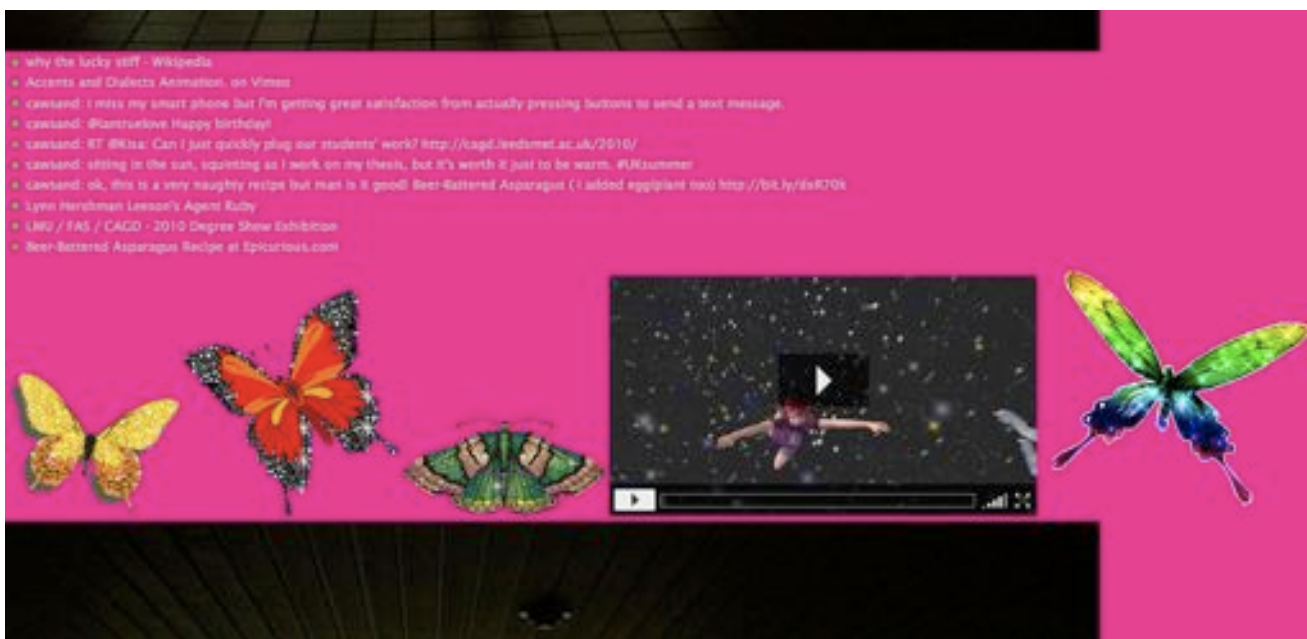 why the lucky stiff - Wikipedia
Accents and Dialects Animation. on Vimeo
cawsand: i miss my smart phone but I'm getting great satisfaction from actually pressing buttons to send a text message.
cawsand: @iantruelove Happy birthday!
cawsand: RT @Kisa: Can I just quickly plug our students' work? http://cagd.leedsmet.ac.uk/2010/
cawsand: sitting in the sun, squinting as I work on my thesis, but it's worth it just to be warm. #UKsummer
cawsand: ok, this is a very naughty recipe but man is it good! Beer-Battered Asparagus ( i added eggplant too)
Lynn Hershman Leeson's Agent Ruby
LMU / FAS / CAGD - 2010 Degree Show Exhibition
Beer-Battered Asparagus Recipe at Epicurious.com